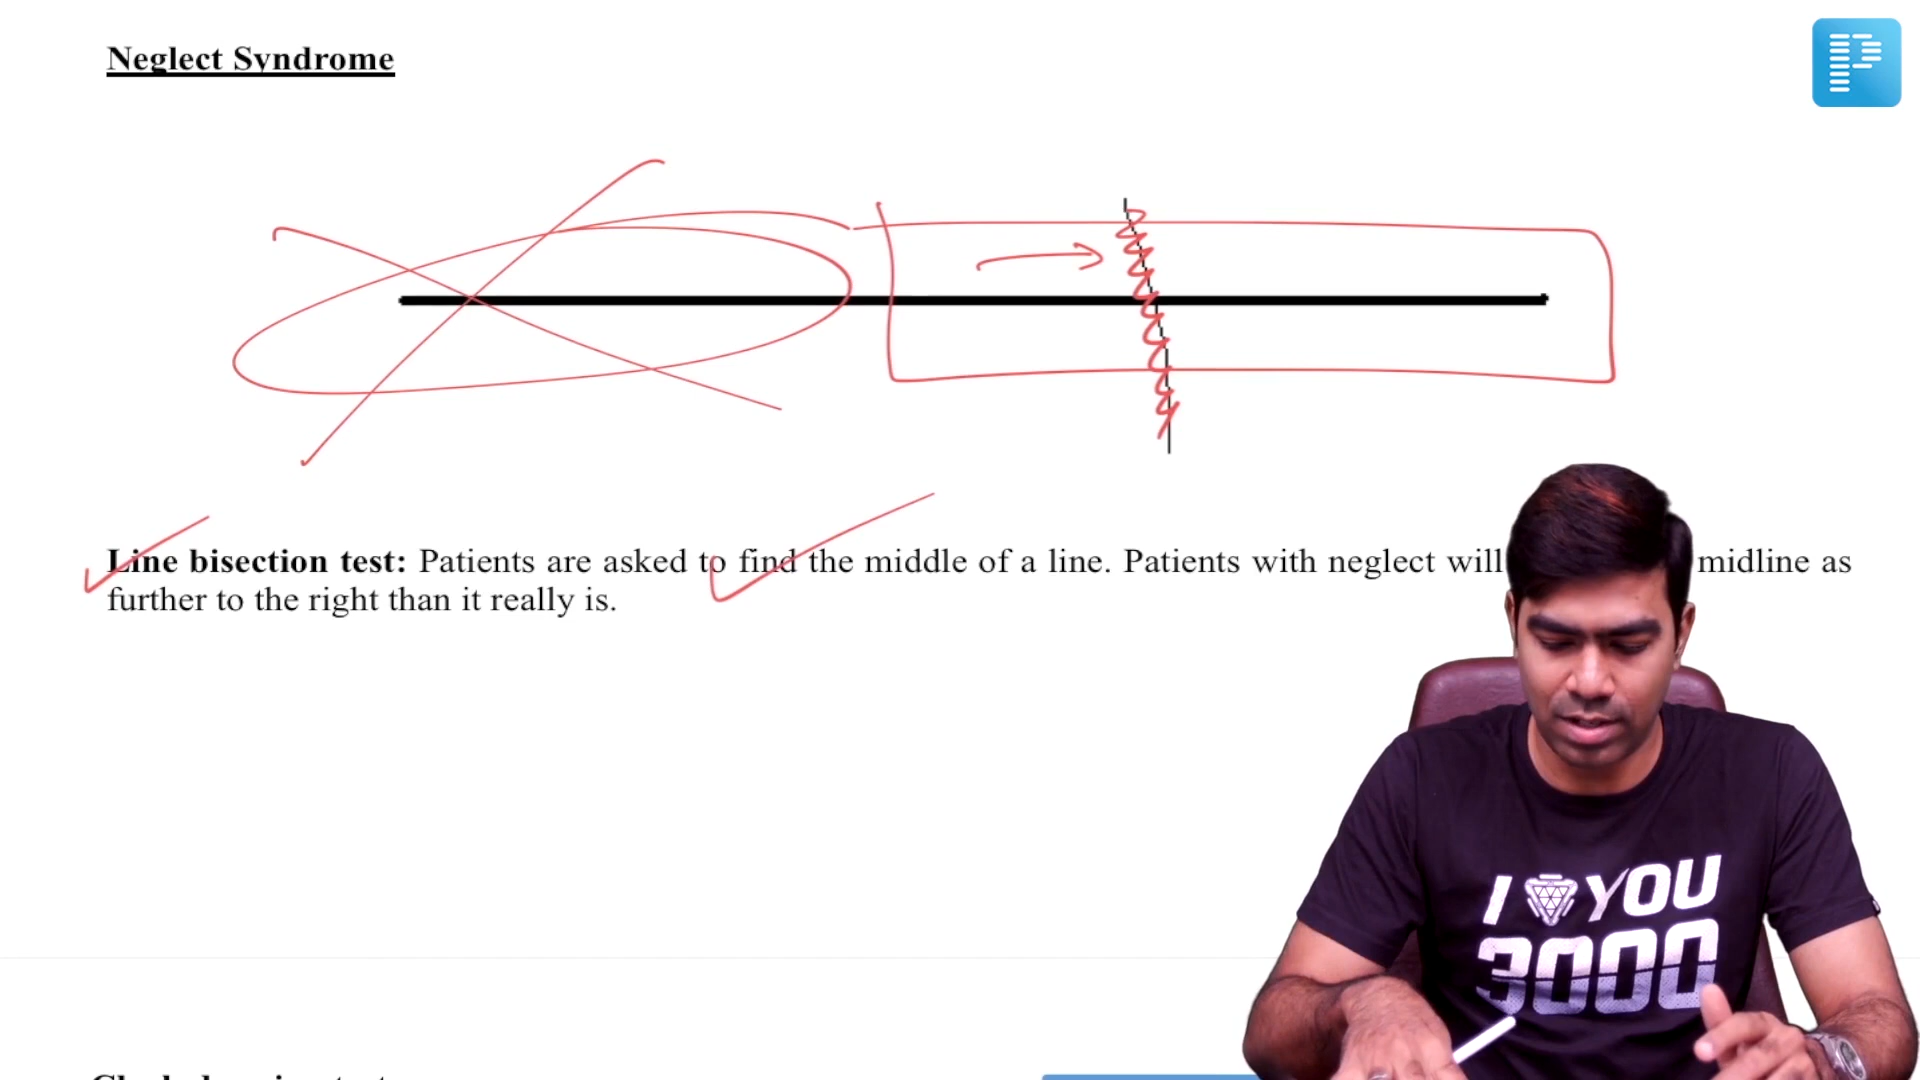 Neglect Syndrome
Line bisection test: Patients are asked to find the middle of a line. Patients with neglect will midline as
further to the right than it really is.
I YOU
3000